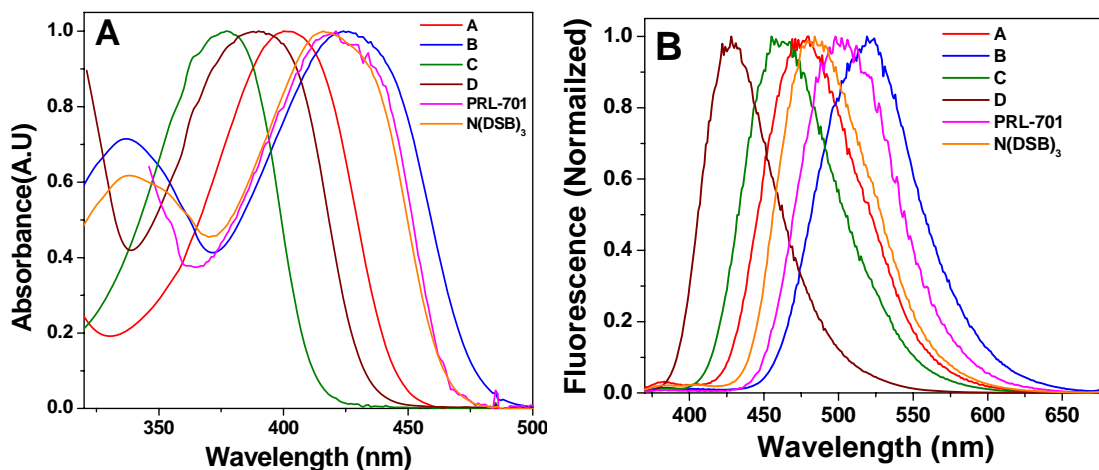 A
A
B
C
D
PRL-701
N(DSB)₃
Absorbance(A.U)
1.0
0.8
0.6
0.4
0.2
0.0
350
400
450
500
Wavelength (nm)
B
A
B
C
D
PRL-701
N(DSB)₃
Fluorescence (Normailzed)
1.0
0.8
0.6
0.4
0.2
0.0
400
450
500
550
600
650
Wavelength (nm)